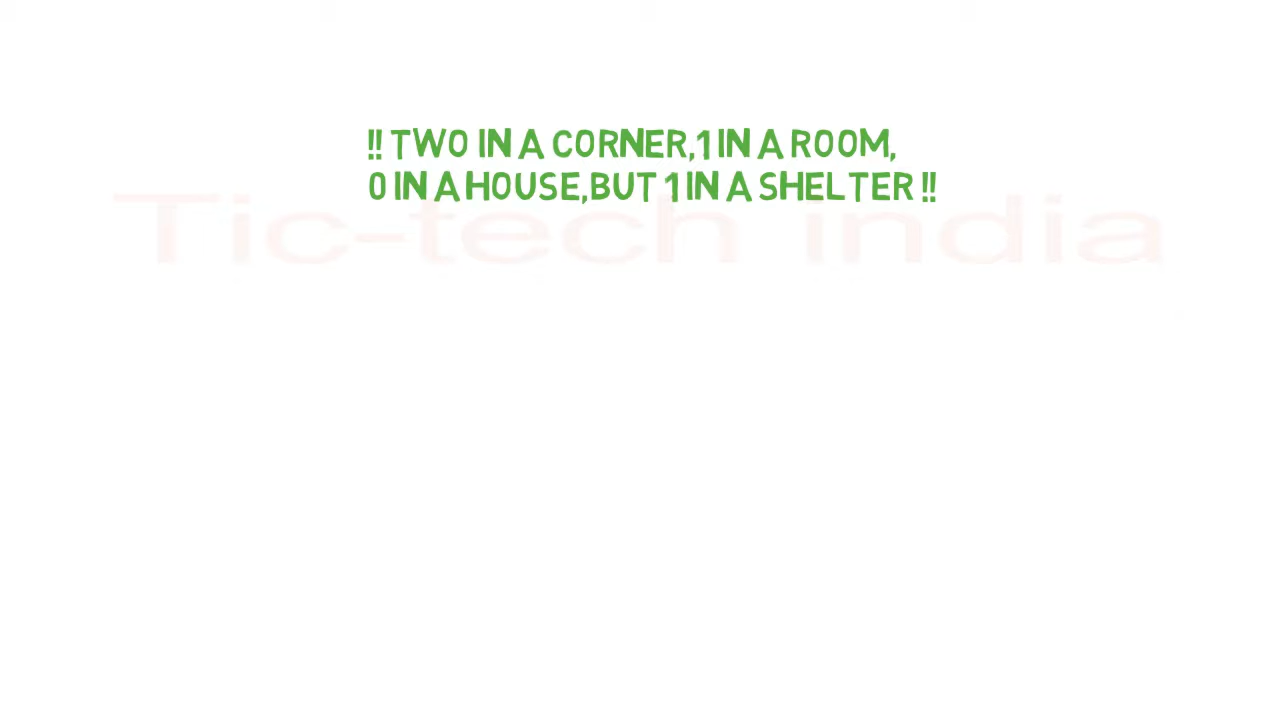 !! TWO IN A CORNER,1 IN A ROOM,
0 IN A HOUSE,BUT 1 IN A SHELTER !!
Tic-tech india